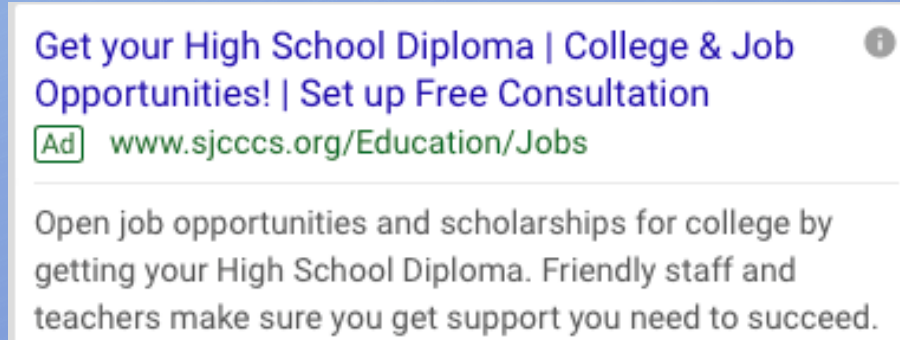 Get your High School Diploma | College & Job
Opportunities! | Set up Free Consultation
Ad www.sjcccs.org/Education/Jobs
Open job opportunities and scholarships for college by
getting your High School Diploma. Friendly staff and
teachers make sure you get support you need to succeed.